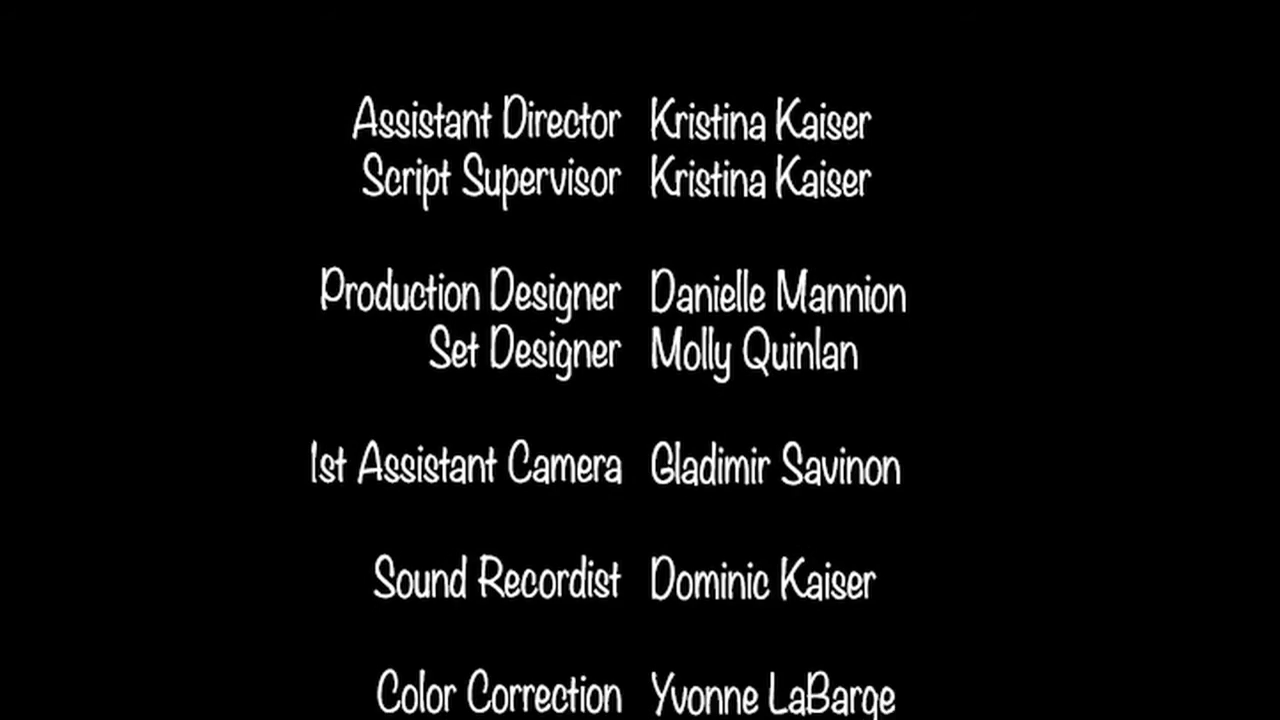 Assistant Director Kristina Kaiser
Script Supervisor Kristina Kaiser
Production Designer Danielle Mannion
Set Designer Molly Quinlan
1st Assistant Camera Gladimir Savinon
Sound Recordist Dominic Kaiser
Color Correction Yvonne LaBarge